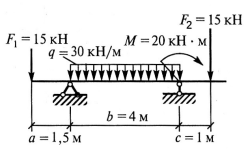 F₂ = 15 кН
F₁ = 15 кН
M = 20 кН · м
q = 30 кН/м
b = 4 м
a = 1,5 м
c = 1 м